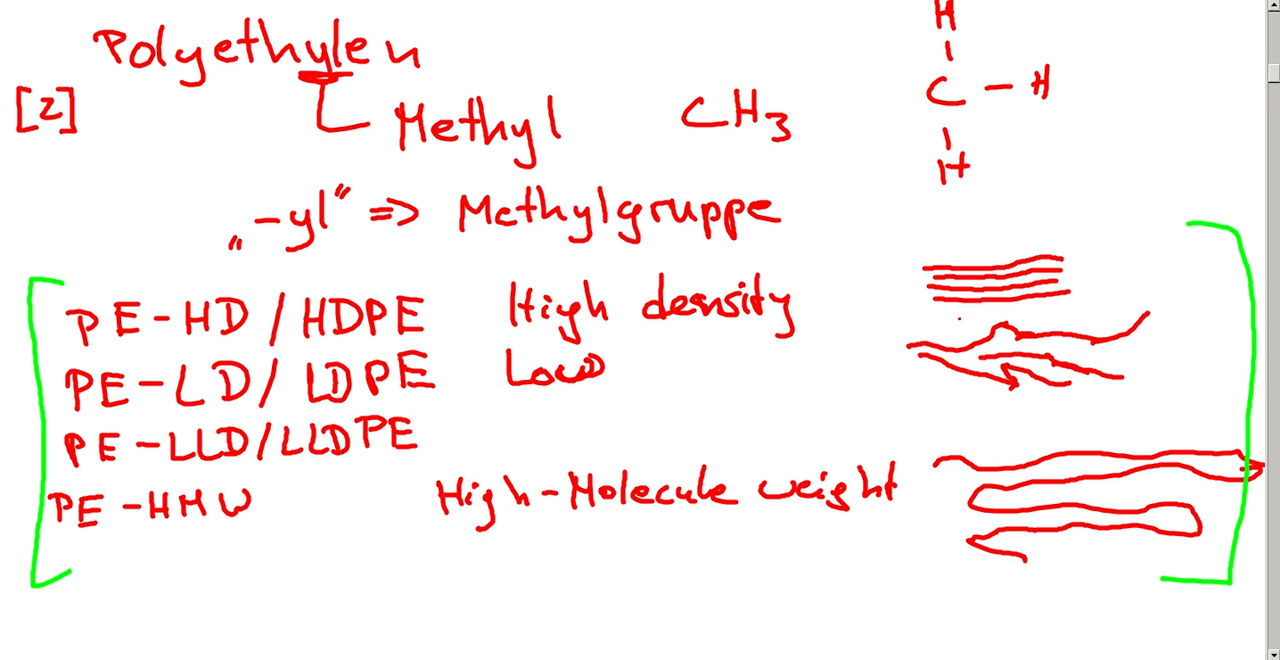 Polyethylen
[2]
Methyl CH3
H
C - H
H
„-yl“ => Methylgruppe
PE-HD / HDPE High density
PE-LD / LDPE Low
PE-LLD / LLDPE
PE-HMW High-Molecule weight